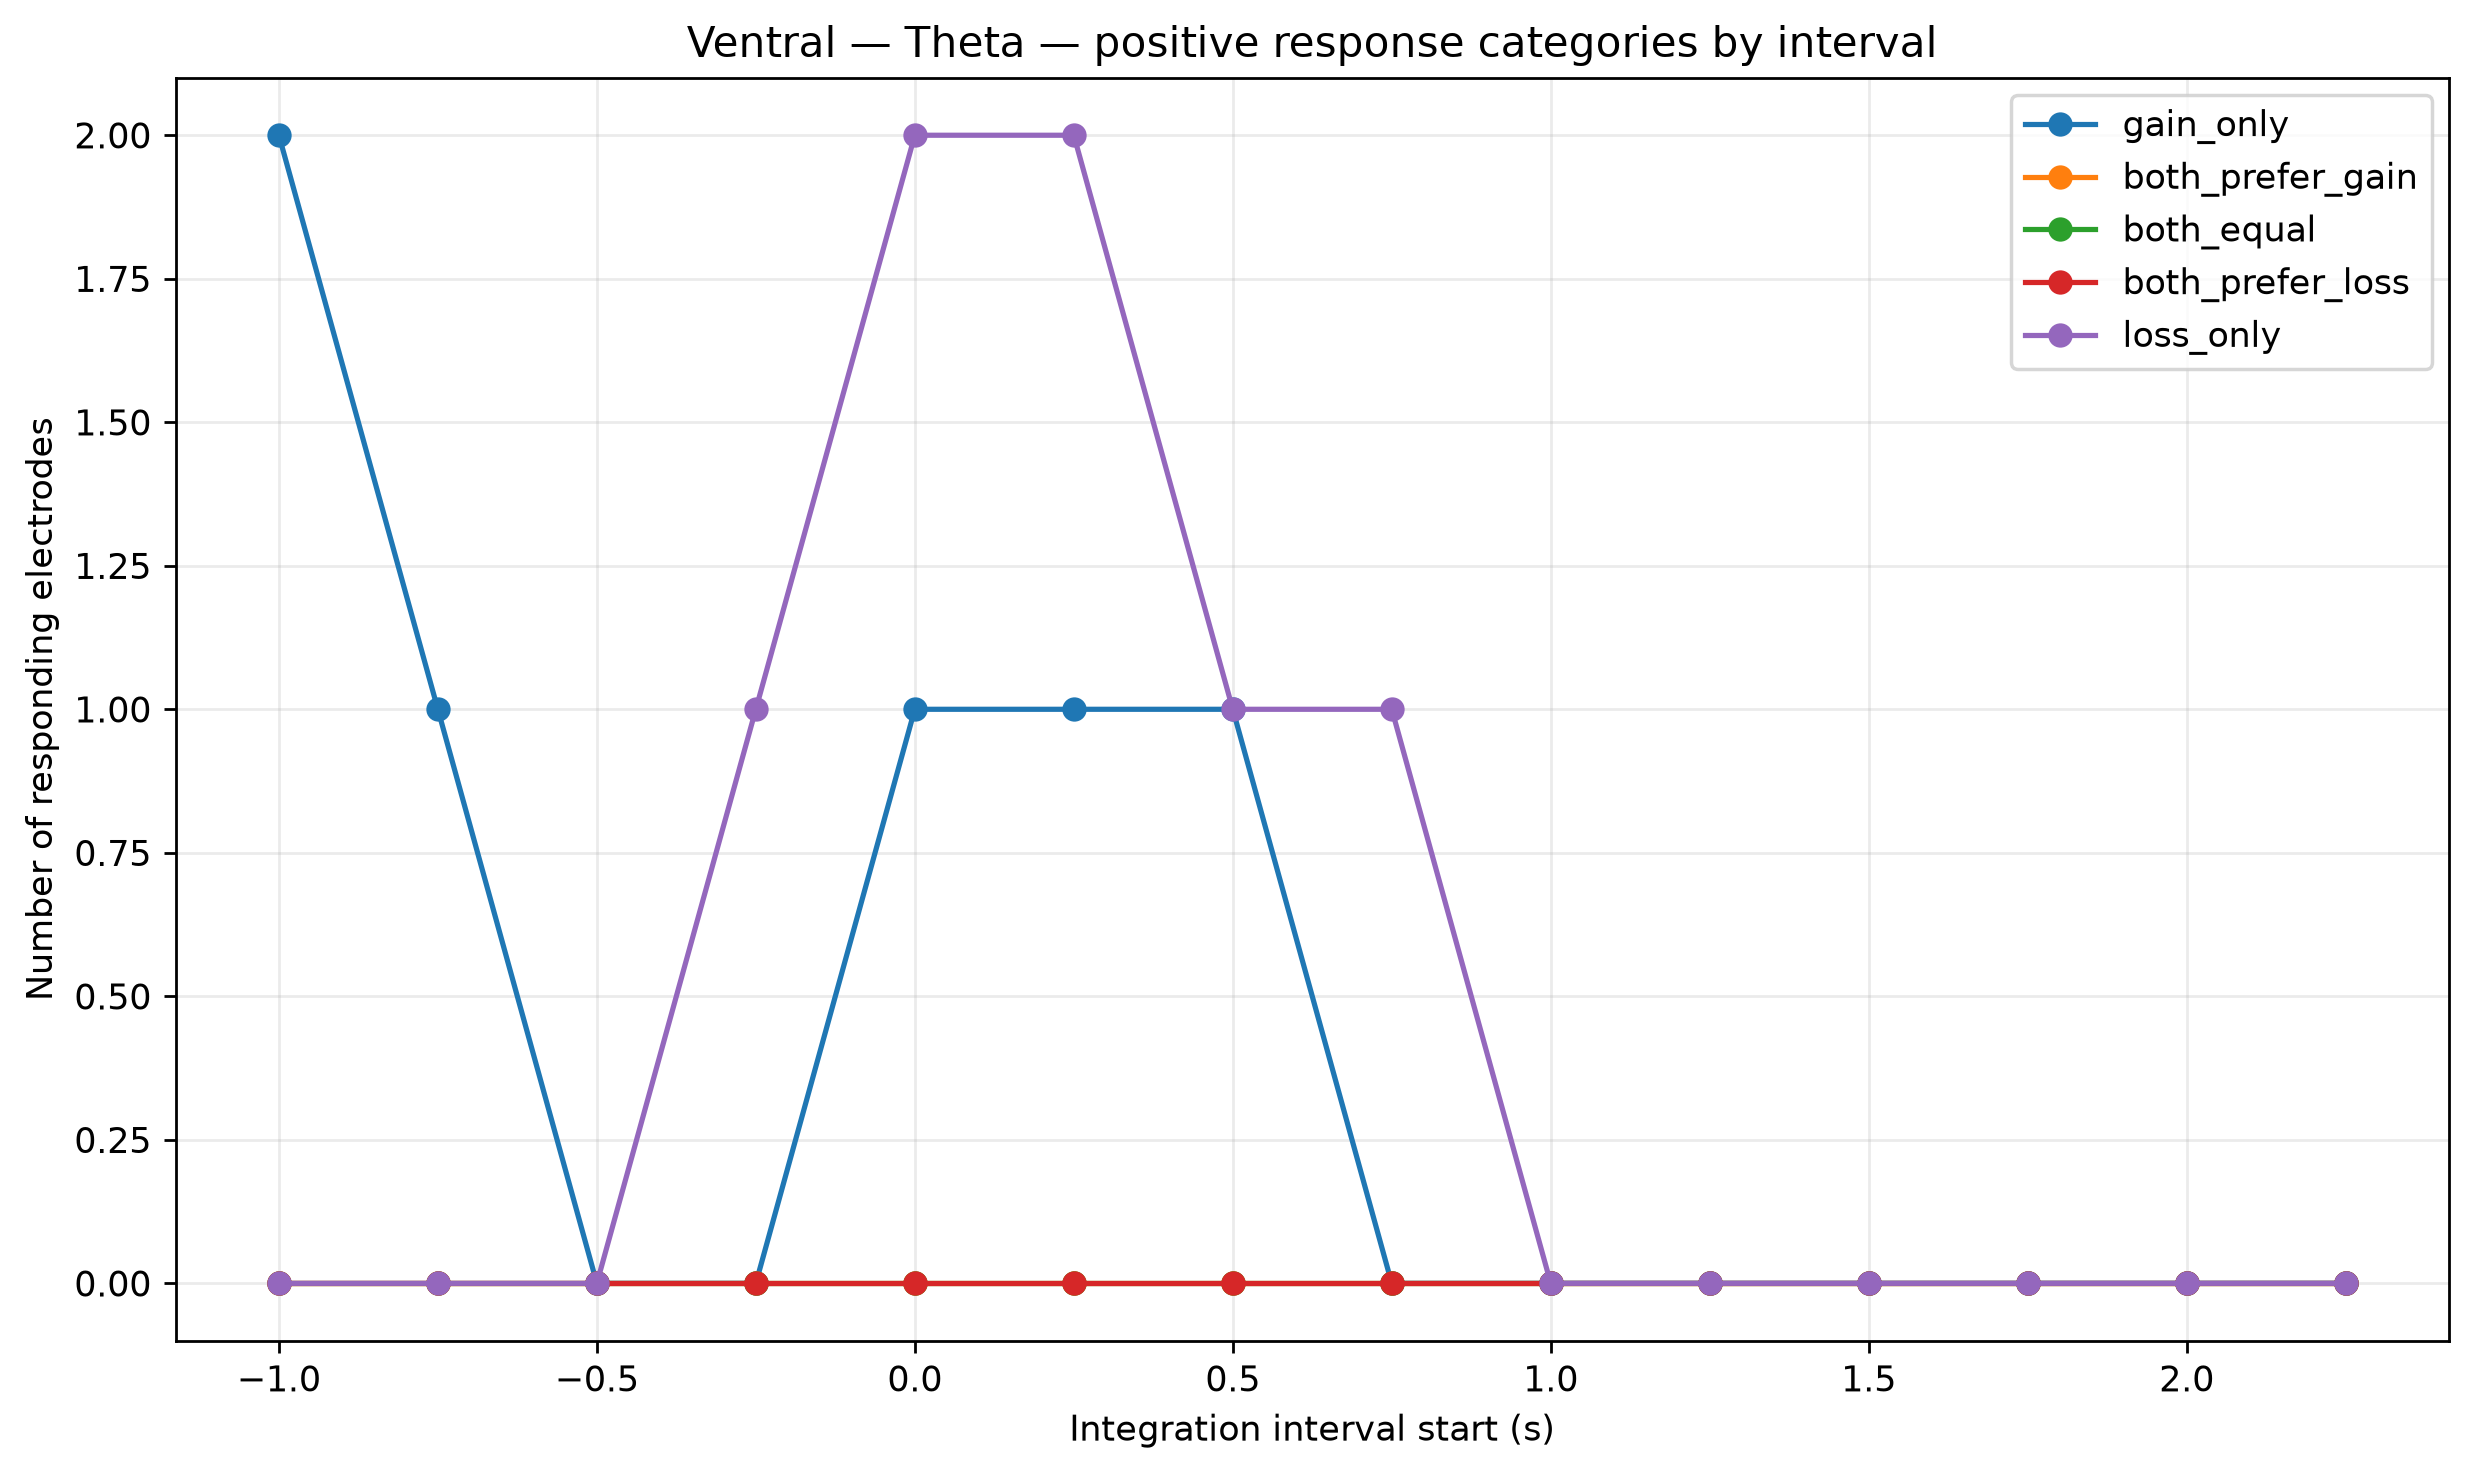 Ventral — Theta — positive response categories by interval
gain_only
both_prefer_gain
both_equal
both_prefer_loss
loss_only
Number of responding electrodes
2.00
1.75
1.50
1.25
1.00
0.75
0.50
0.25
0.00
−1.0 −0.5 0.0 0.5 1.0 1.5 2.0
Integration interval start (s)